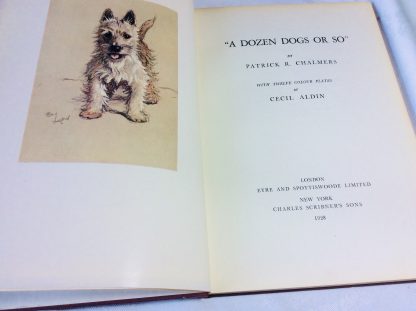 "A DOZEN DOGS OR SO"
BY
PATRICK R. CHALMERS
WITH TWELVE COLOUR PLATES
BY
CECIL ALDIN
LONDON
EYRE AND SPOTTISWOODE LIMITED
NEW YORK
CHARLES SCRIBNER'S SONS
1928